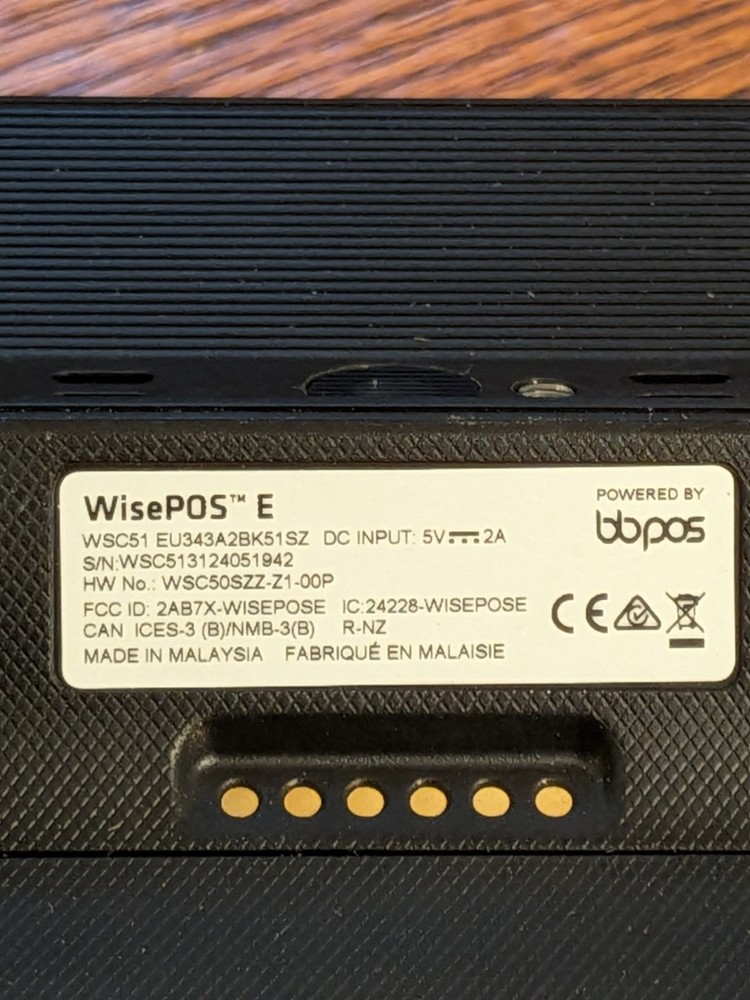 WisePOS™ E
POWERED BY
bbpos
WSC51 EU343A2BK51SZ DC INPUT: 5V⎓2A
S/N:WSC513124051942
HW No.: WSC50SZZ-Z1-00P
FCC ID: 2AB7X-WISEPOSE IC:24228-WISEPOSE
CAN ICES-3 (B)/NMB-3(B) R-NZ
MADE IN MALAYSIA FABRIQUÉ EN MALAISIE
CE